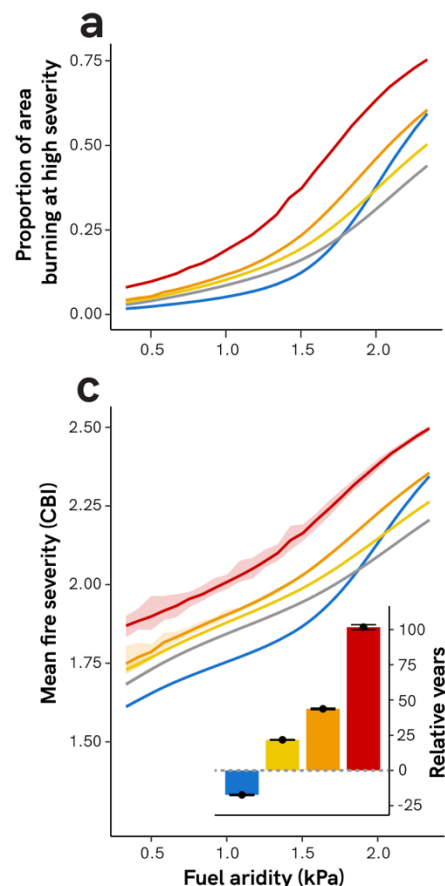 a
Proportion of area
burning at high severity
0.75
0.50
0.25
0.00
0.5 1.0 1.5 2.0
c
Mean fire severity (CBI)
2.50
2.25
2.00
1.75
1.50
100
75
50
25
0
-25
Relative years
0.5 1.0 1.5 2.0
Fuel aridity (kPa)